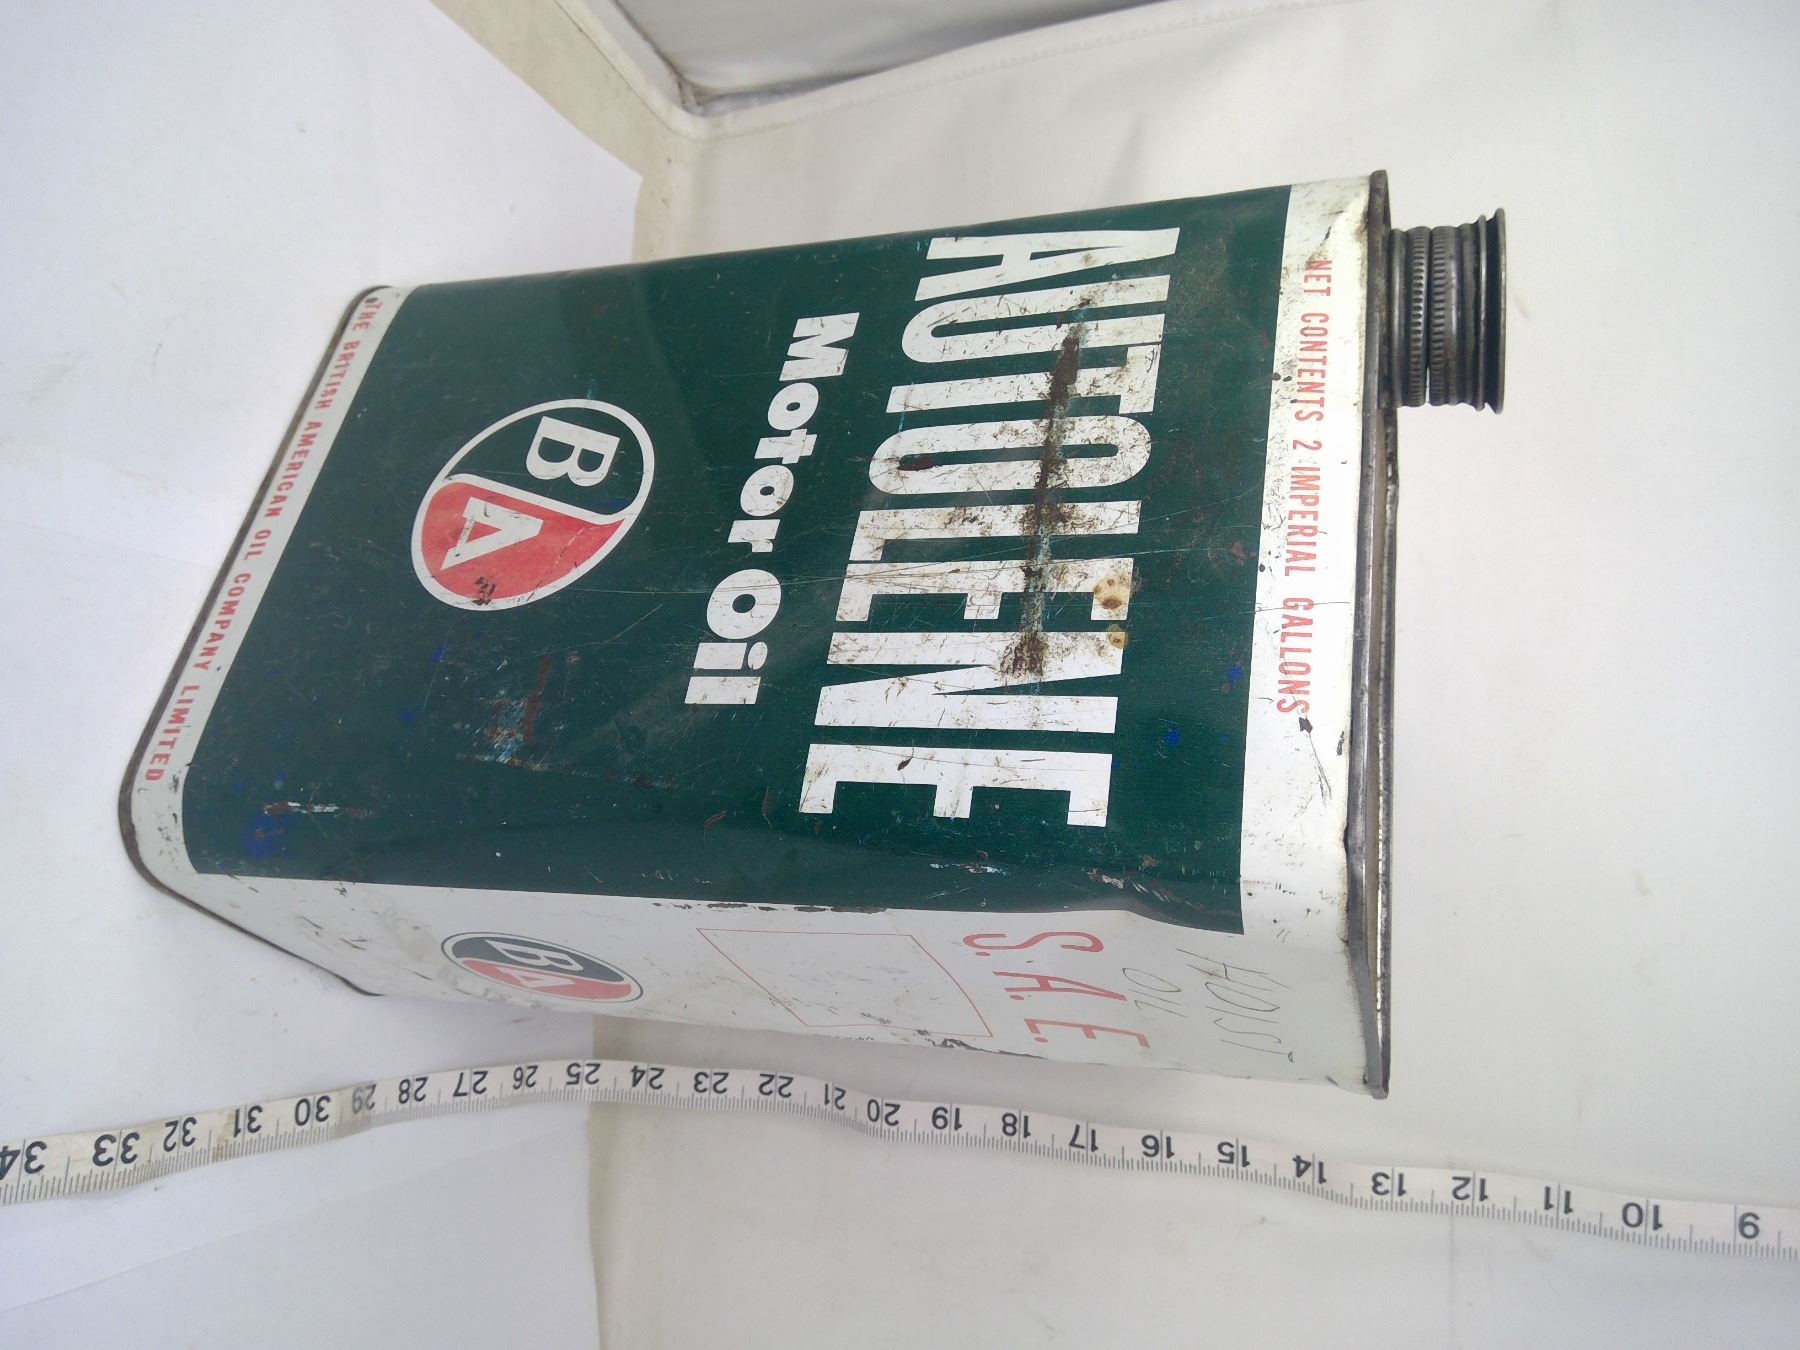 NET CONTENTS 2 IMPERIAL GALLONS
AUTOLENE
Motor Oil
B
A
THE BRITISH AMERICAN OIL COMPANY LIMITED
HOIST
OIL
S.A.E.
B
A
34 33 32 31 30 29 28 27 26 25 24 23 22 21 20 19 18 17 16 15 14 13 12 11 10 9